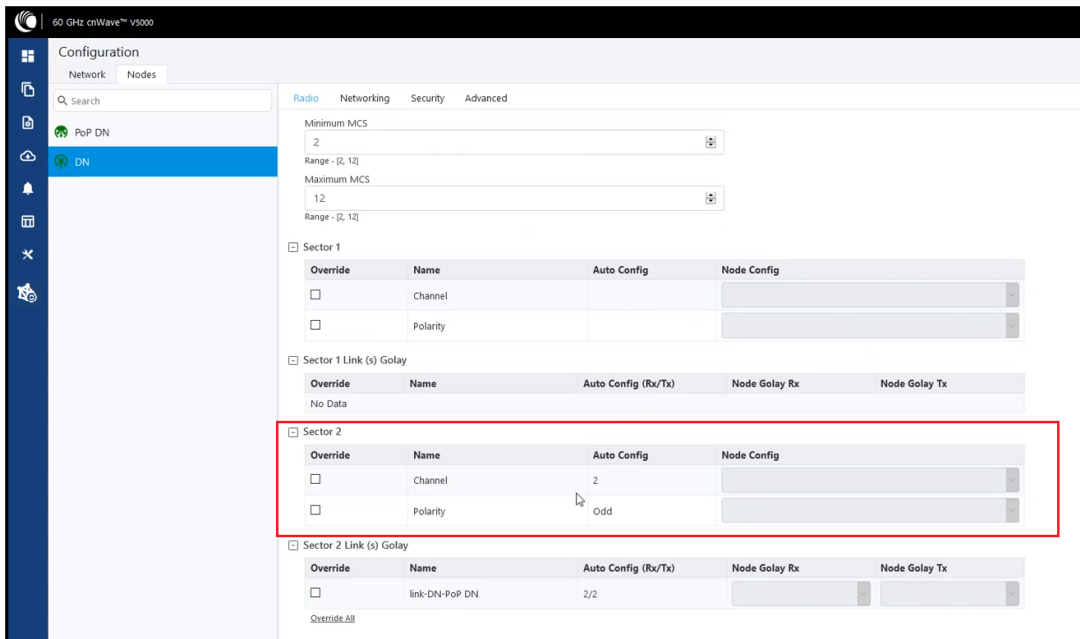 60 GHz cnWave™ V5000
Configuration
Network Nodes
Search
PoP DN
DN
Radio Networking Security Advanced
Minimum MCS
2
Range - [2, 12]
Maximum MCS
12
Range - [2, 12]
Sector 1
Override Name Auto Config Node Config
Channel
Polarity
Sector 1 Link (s) Golay
Override Name Auto Config (Rx/Tx) Node Golay Rx Node Golay Tx
No Data
Sector 2
Override Name Auto Config Node Config
Channel 2
Polarity Odd
Sector 2 Link (s) Golay
Override Name Auto Config (Rx/Tx) Node Golay Rx Node Golay Tx
link-DN-PoP DN 2/2
Override All